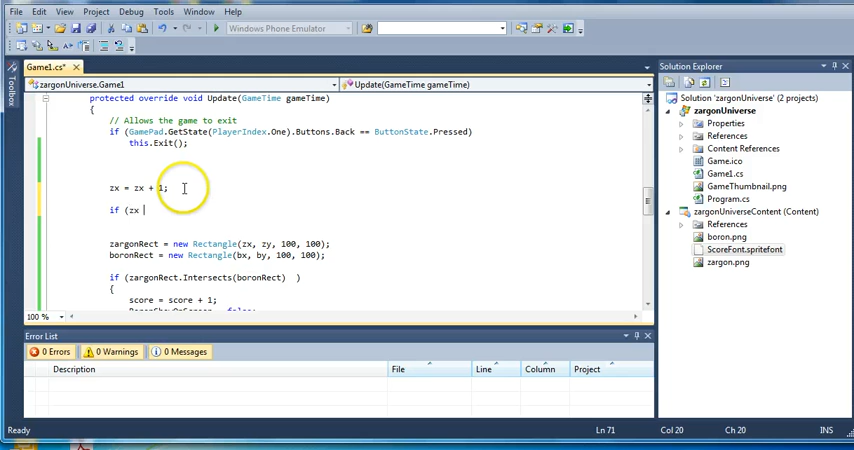 File Edit View Project Debug Tools Window Help
Windows Phone Emulator
Game1.cs*
Solution Explorer
Toolbox
zargonUniverse.Game1 Update(GameTime gameTime)
protected override void Update(GameTime gameTime)
{
// Allows the game to exit
if (GamePad.GetState(PlayerIndex.One).Buttons.Back == ButtonState.Pressed)
this.Exit();
zx = zx + 1;
if (zx
zargonRect = new Rectangle(zx, zy, 100, 100);
boronRect = new Rectangle(bx, by, 100, 100);
if (zargonRect.Intersects(boronRect)  )
{
score = score + 1;
100 %
Solution 'zargonUniverse' (2 projects)
zargonUniverse
Properties
References
Content References
Game.ico
Game1.cs
GameThumbnail.png
Program.cs
zargonUniverseContent (Content)
References
boron.png
ScoreFont.spritefont
zargon.png
Error List
0 Errors 0 Warnings 0 Messages
Description File Line Column Project
Ready Ln 71 Col 20 Ch 20 INS